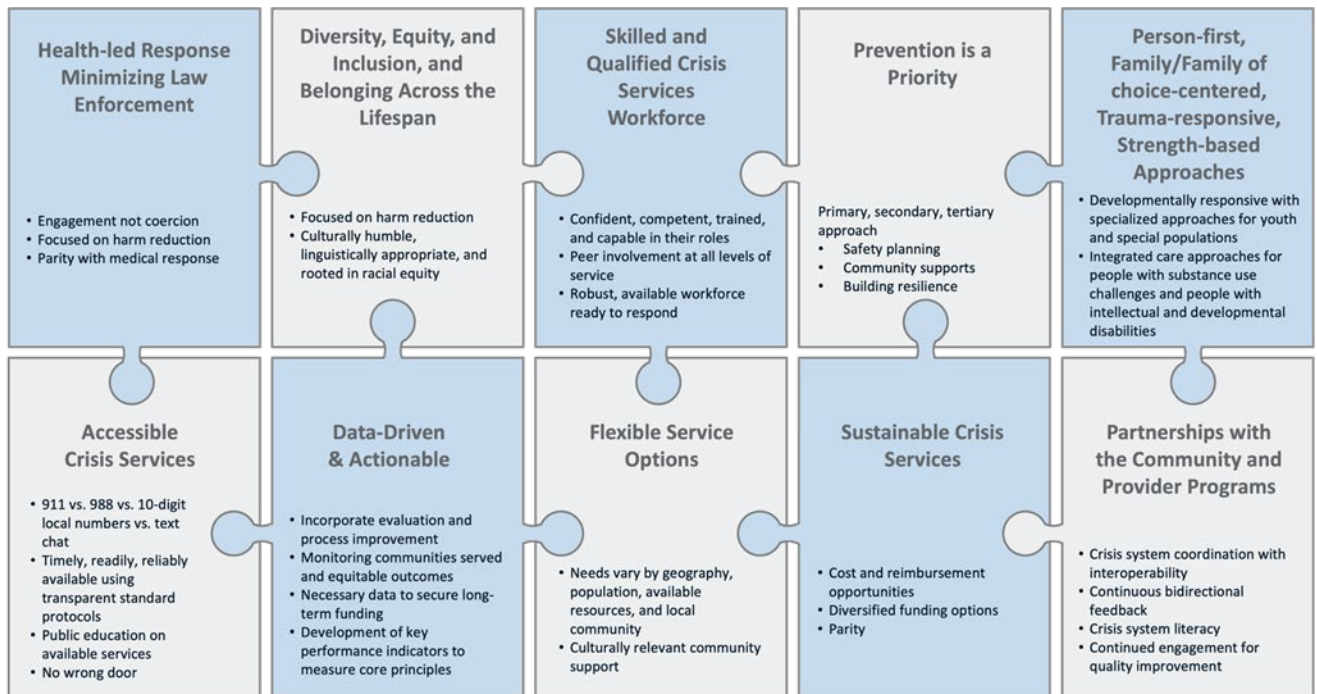 Health-led Response
Minimizing Law
Enforcement
• Engagement not coercion
• Focused on harm reduction
• Parity with medical response
Diversity, Equity, and
Inclusion, and
Belonging Across the
Lifespan
• Focused on harm reduction
• Culturally humble,
linguistically appropriate, and
rooted in racial equity
Skilled and
Qualified Crisis
Services
Workforce
• Confident, competent, trained,
and capable in their roles
• Peer involvement at all levels of
service
• Robust, available workforce
ready to respond
Prevention is a
Priority
Primary, secondary, tertiary
approach
• Safety planning
• Community supports
• Building resilience
Person-first,
Family/Family of
choice-centered,
Trauma-responsive,
Strength-based
Approaches
• Developmentally responsive with
specialized approaches for youth
and special populations
• Integrated care approaches for
people with substance use
challenges and people with
intellectual and developmental
disabilities
Accessible
Crisis Services
• 911 vs. 988 vs. 10-digit
local numbers vs. text
chat
• Timely, readily, reliably
available using
transparent standard
protocols
• Public education on
available services
• No wrong door
Data-Driven
& Actionable
• Incorporate evaluation and
process improvement
• Monitoring communities served
and equitable outcomes
• Necessary data to secure long-
term funding
• Development of key
performance indicators to
measure core principles
Flexible Service
Options
• Needs vary by geography,
population, available
resources, and local
community
• Culturally relevant community
support
Sustainable Crisis
Services
• Cost and reimbursement
opportunities
• Diversified funding options
• Parity
Partnerships with
the Community and
Provider Programs
• Crisis system coordination with
interoperability
• Continuous bidirectional
feedback
• Crisis system literacy
• Continued engagement for
quality improvement